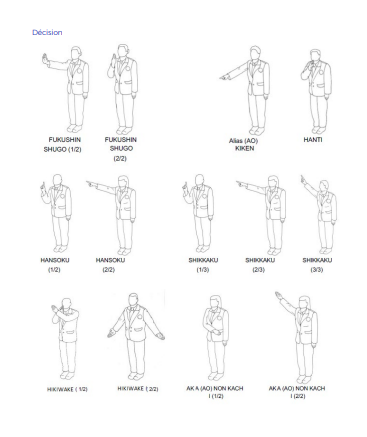 Décision
FUKUSHIN
SHUGO (1/2)
FUKUSHIN
SHUGO
(2/2)
Alias (AO)
KIKEN
HANTI
HANSOKU
(1/2)
HANSOKU
(2/2)
SHIKKAKU
(1/3)
SHIKKAKU
(2/3)
SHIKKAKU
(3/3)
HIKIWAKE ( 1/2)
HIKIWAKE ( 2/2)
AKA (AO) NON KACH
I (1/2)
AKA (AO) NON KACH
I (2/2)